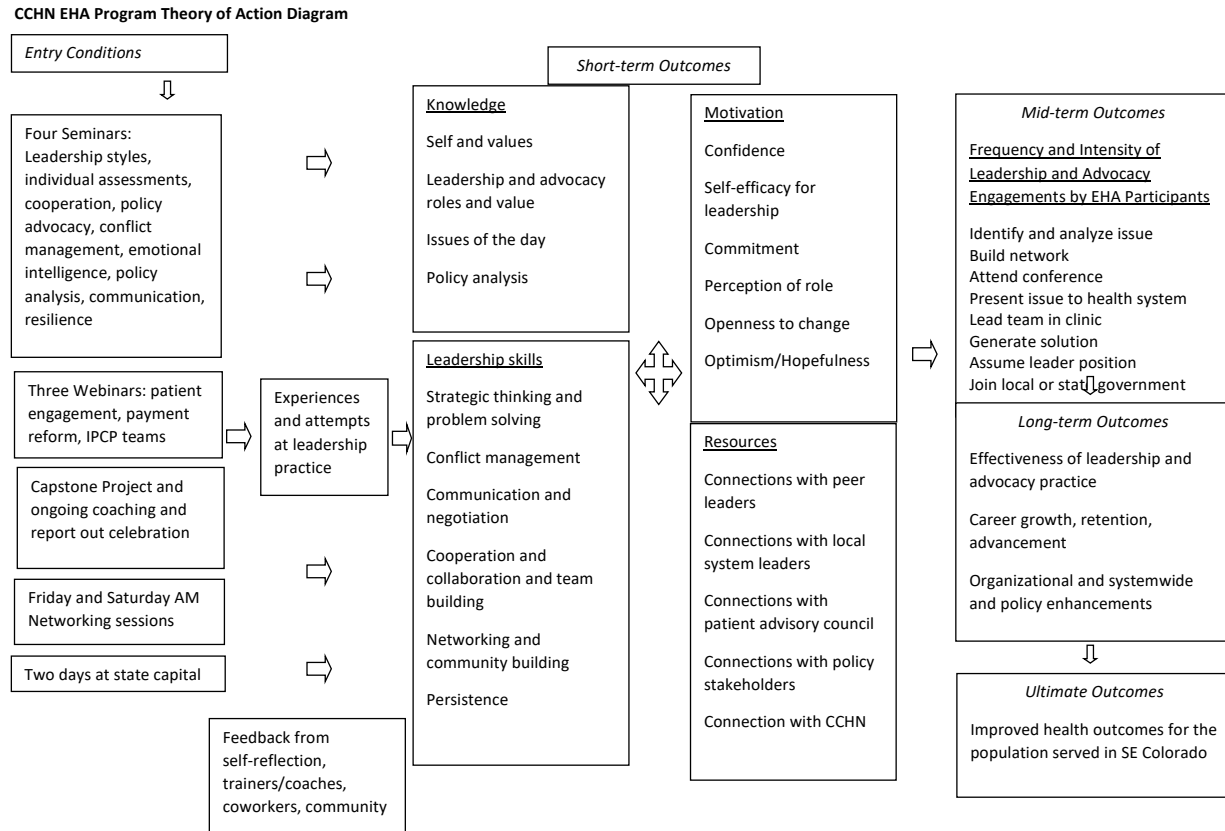 CCHN EHA Program Theory of Action Diagram
Entry Conditions
Four Seminars:
Leadership styles,
individual assessments,
cooperation, policy
advocacy, conflict
management, emotional
intelligence, policy
analysis, communication,
resilience
Three Webinars: patient
engagement, payment
reform, IPCP teams
Capstone Project and
ongoing coaching and
report out celebration
Friday and Saturday AM
Networking sessions
Two days at state capital
Experiences
and attempts
at leadership
practice
Feedback from
self-reflection,
trainers/coaches,
coworkers, community
Short-term Outcomes
Knowledge
Self and values
Leadership and advocacy
roles and value
Issues of the day
Policy analysis
Leadership skills
Strategic thinking and
problem solving
Conflict management
Communication and
negotiation
Cooperation and
collaboration and team
building
Networking and
community building
Persistence
Motivation
Confidence
Self-efficacy for
leadership
Commitment
Perception of role
Openness to change
Optimism/Hopefulness
Resources
Connections with peer
leaders
Connections with local
system leaders
Connections with
patient advisory council
Connections with policy
stakeholders
Connection with CCHN
Mid-term Outcomes
Frequency and Intensity of
Leadership and Advocacy
Engagements by EHA Participants
Identify and analyze issue
Build network
Attend conference
Present issue to health system
Lead team in clinic
Generate solution
Assume leader position
Join local or state government
Long-term Outcomes
Effectiveness of leadership and
advocacy practice
Career growth, retention,
advancement
Organizational and systemwide
and policy enhancements
Ultimate Outcomes
Improved health outcomes for the
population served in SE Colorado